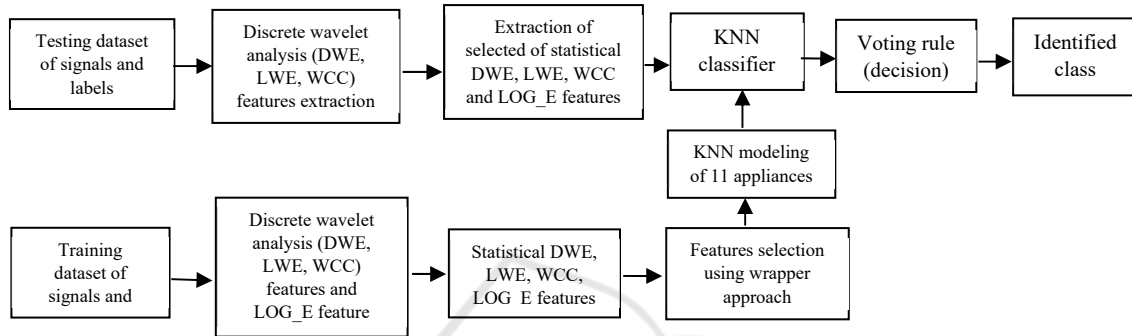 Testing dataset
of signals and
labels
Discrete wavelet
analysis (DWE,
LWE, WCC)
features extraction
Extraction of
selected of statistical
DWE, LWE, WCC
and LOG_E features
KNN
classifier
Voting rule
(decision)
Identified
class
KNN modeling
of 11 appliances
Training
dataset of
signals and
Discrete wavelet
analysis (DWE,
LWE, WCC)
features and
LOG_E feature
Statistical DWE,
LWE, WCC,
LOG_E features
Features selection
using wrapper
approach